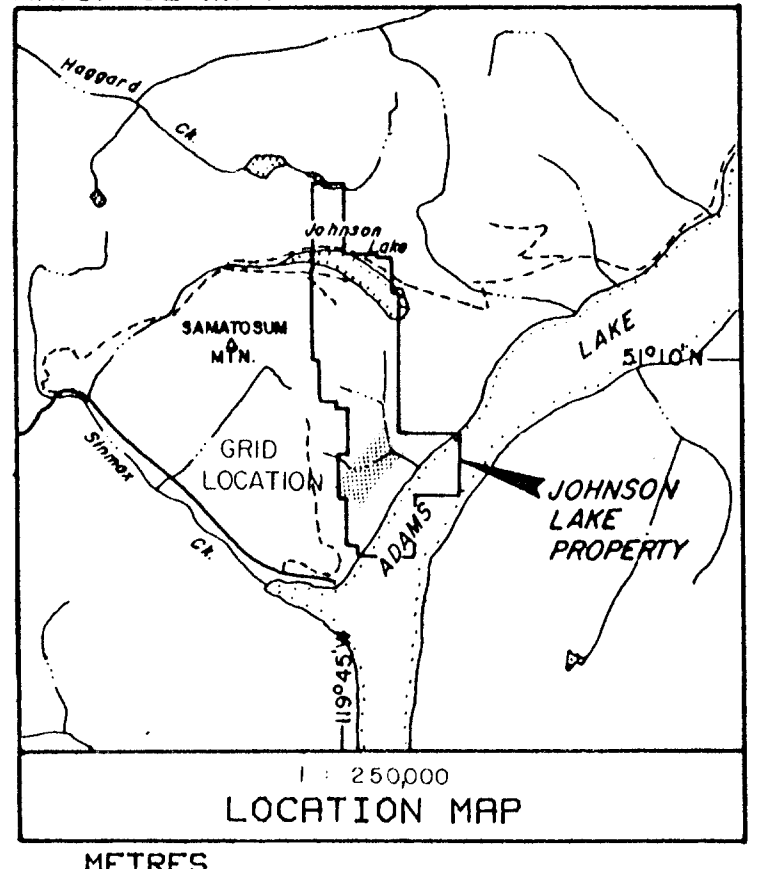 Haggard
Ck.
Johnson
Lake
SAMATOSUM
MTN.
LAKE
51°10'N
GRID
LOCATION
Sinmax
Ck.
ADAMS
JOHNSON
LAKE
PROPERTY
119°45'W
1 : 250,000
LOCATION MAP
METRES